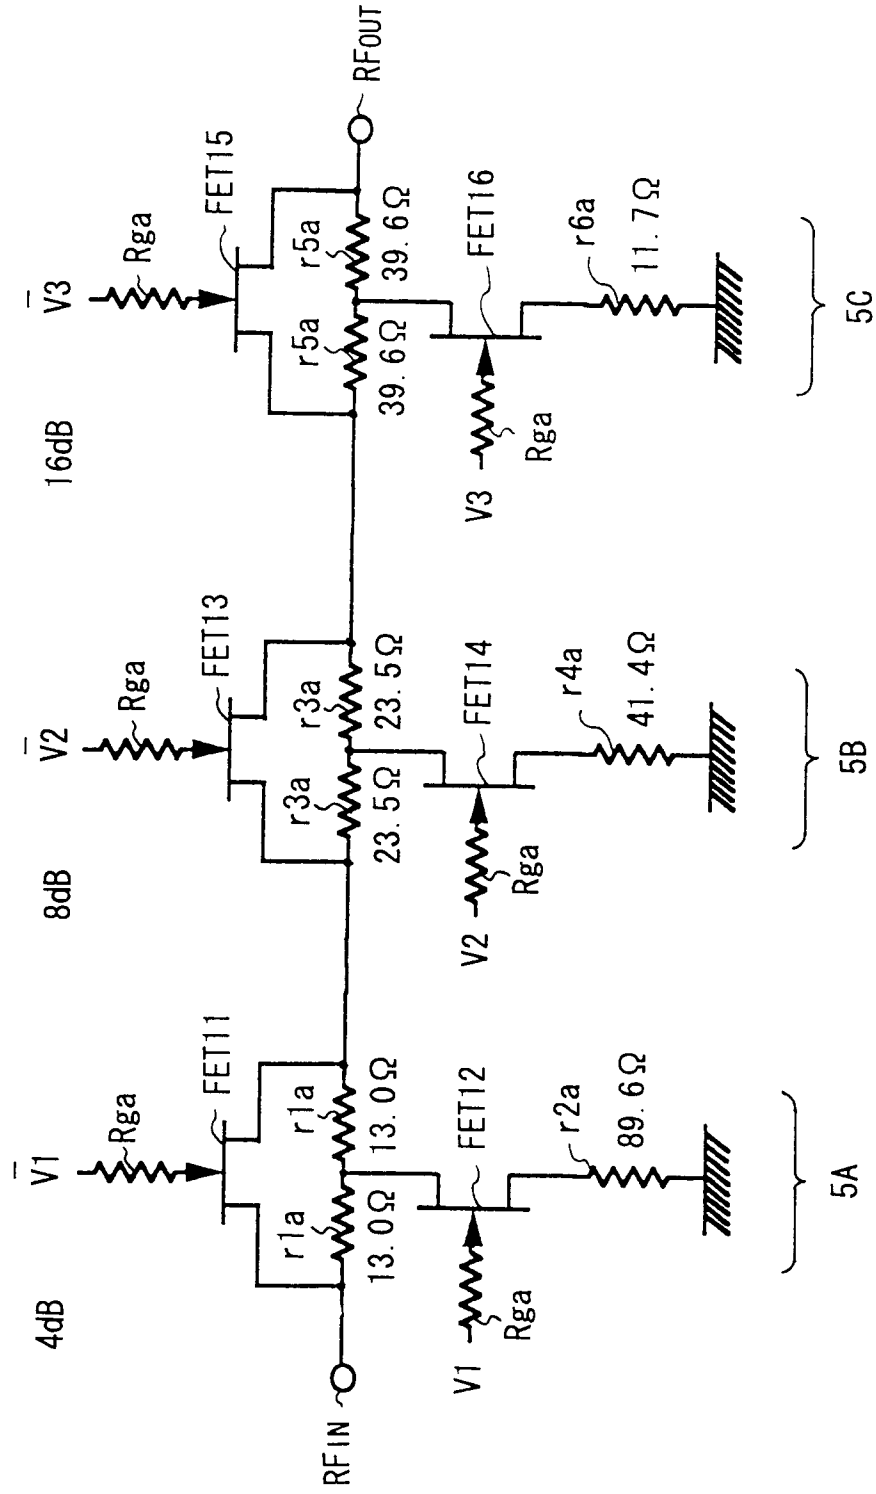 4dB
8dB
16dB
V̅1
V̅2
V̅3
Rga
Rga
Rga
FET11
FET13
FET15
RFIN
r1a
r1a
r3a
r3a
r5a
r5a
RFOUT
13.0Ω
13.0Ω
23.5Ω
23.5Ω
39.6Ω
39.6Ω
V1
Rga
FET12
V2
Rga
FET14
V3
Rga
FET16
r2a
89.6Ω
r4a
41.4Ω
r6a
11.7Ω
5A
5B
5C